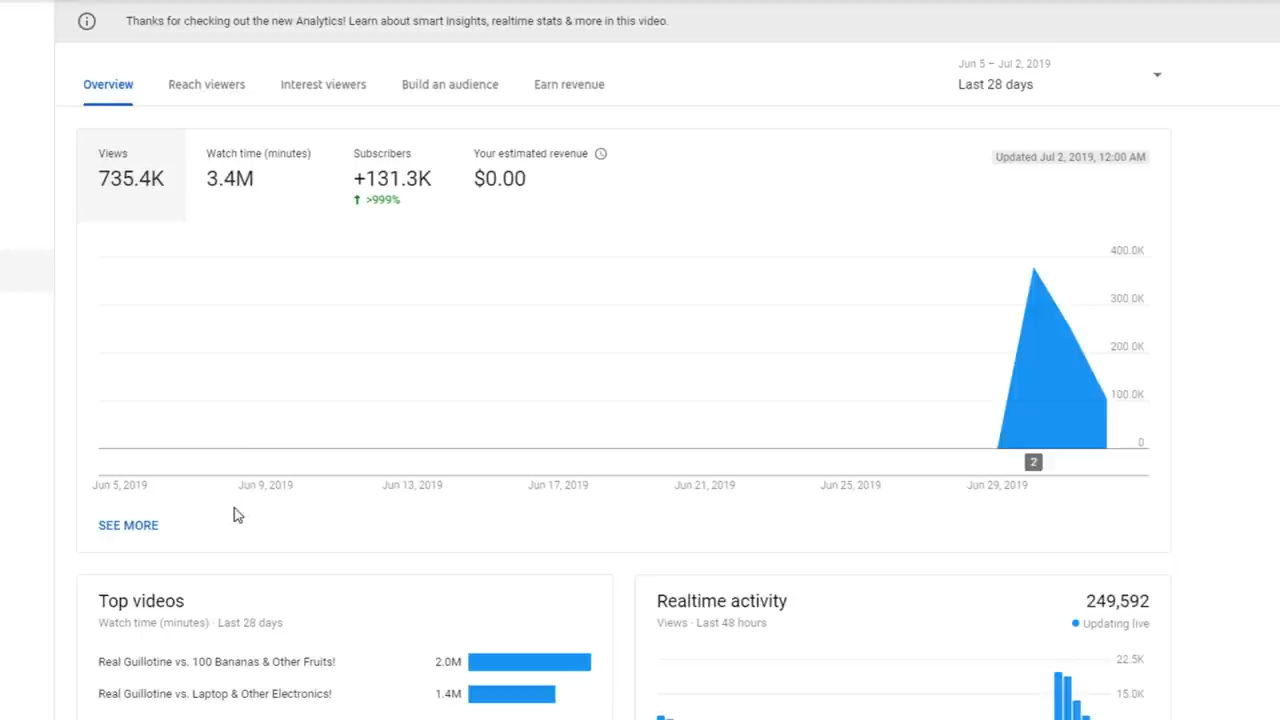 Thanks for checking out the new Analytics! Learn about smart insights, realtime stats & more in this video.
Jun 5 – Jul 2, 2019
Overview Reach viewers Interest viewers Build an audience Earn revenue Last 28 days
Views Watch time (minutes) Subscribers Your estimated revenue
Updated Jul 2, 2019, 12:00 AM
735.4K 3.4M +131.3K $0.00
>999%
400.0K
300.0K
200.0K
100.0K
0
2
Jun 5, 2019 Jun 9, 2019 Jun 13, 2019 Jun 17, 2019 Jun 21, 2019 Jun 25, 2019 Jun 29, 2019
SEE MORE
Top videos
Watch time (minutes) · Last 28 days
Real Guillotine vs. 100 Bananas & Other Fruits! 2.0M
Real Guillotine vs. Laptop & Other Electronics! 1.4M
Realtime activity 249,592
Views · Last 48 hours Updating live
22.5K
15.0K